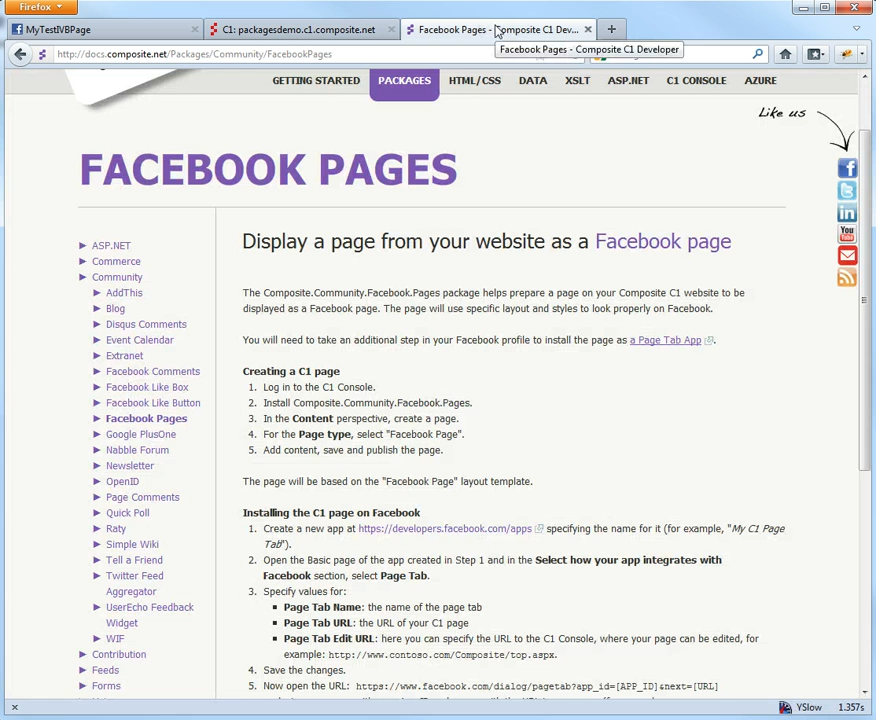 Firefox
MyTestIVBPage
C1: packagesdemo.c1.composite.net
Facebook Pages - Composite C1 Dev...
Facebook Pages - Composite C1 Developer
http://docs.composite.net/Packages/Community/FacebookPages
GETTING STARTED
PACKAGES
HTML/CSS
DATA
XSLT
ASP.NET
C1 CONSOLE
AZURE
Like us
FACEBOOK PAGES
ASP.NET
Commerce
Community
AddThis
Blog
Disqus Comments
Event Calendar
Extranet
Facebook Comments
Facebook Like Box
Facebook Like Button
Facebook Pages
Google PlusOne
Nabble Forum
Newsletter
OpenID
Page Comments
Quick Poll
Raty
Simple Wiki
Tell a Friend
Twitter Feed
Aggregator
UserEcho Feedback
Widget
WIF
Contribution
Feeds
Forms
Display a page from your website as a Facebook page
The Composite.Community.Facebook.Pages package helps prepare a page on your Composite C1 website to be
displayed as a Facebook page. The page will use specific layout and styles to look properly on Facebook.
You will need to take an additional step in your Facebook profile to install the page as a Page Tab App.
Creating a C1 page
1. Log in to the C1 Console.
2. Install Composite.Community.Facebook.Pages.
3. In the Content perspective, create a page.
4. For the Page type, select "Facebook Page".
5. Add content, save and publish the page.
The page will be based on the "Facebook Page" layout template.
Installing the C1 page on Facebook
1. Create a new app at https://developers.facebook.com/apps specifying the name for it (for example, "My C1 Page
Tab").
2. Open the Basic page of the app created in Step 1 and in the Select how your app integrates with
Facebook section, select Page Tab.
3. Specify values for:
Page Tab Name: the name of the page tab
Page Tab URL: the URL of your C1 page
Page Tab Edit URL: here you can specify the URL to the C1 Console, where your page can be edited, for
example: http://www.contoso.com/Composite/top.aspx.
4. Save the changes.
5. Now open the URL: https://www.facebook.com/dialog/pagetab?app_id=[APP_ID]&next=[URL]
You
YSlow
1.357s